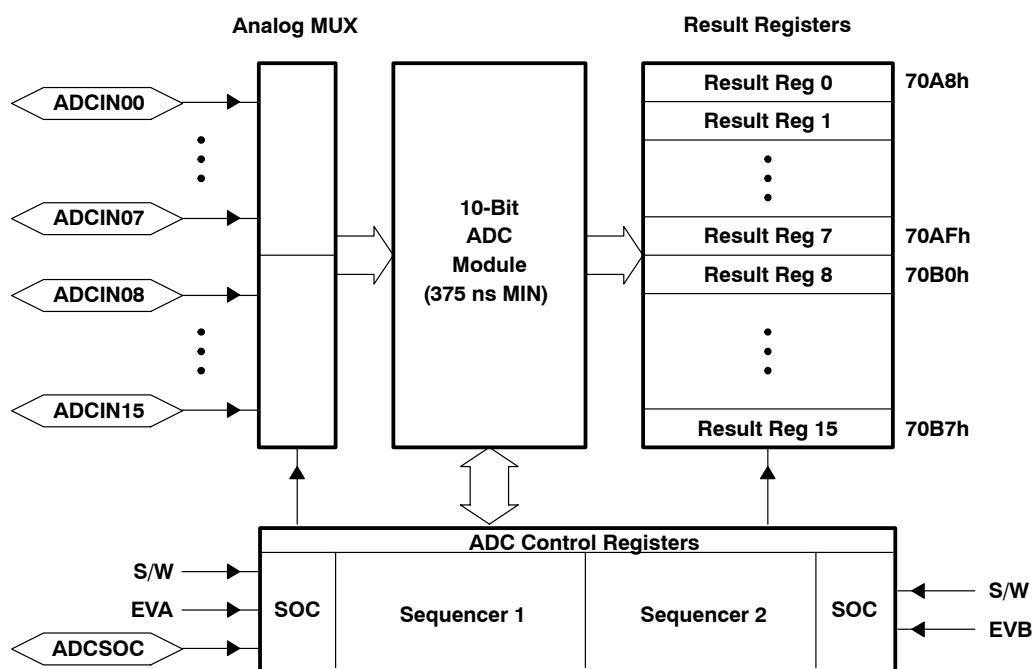 Analog MUX
Result Registers
ADCIN00
ADCIN07
ADCIN08
ADCIN15
10-Bit
ADC
Module
(375 ns MIN)
Result Reg 0
70A8h
Result Reg 1
Result Reg 7
70AFh
Result Reg 8
70B0h
Result Reg 15
70B7h
ADC Control Registers
S/W
EVA
ADCSOC
SOC
Sequencer 1
Sequencer 2
SOC
S/W
EVB